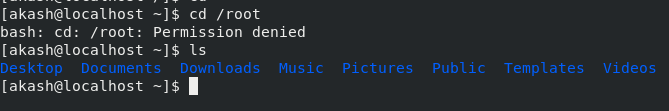 [akash@localhost ~]$ cd /root
bash: cd: /root: Permission denied
[akash@localhost ~]$ ls
Desktop  Documents  Downloads  Music  Pictures  Public  Templates  Videos
[akash@localhost ~]$